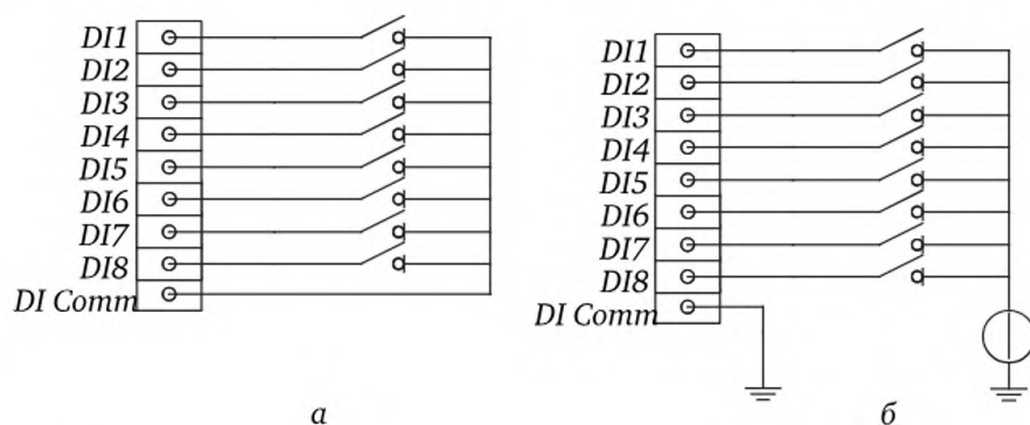 DI1
DI2
DI3
DI4
DI5
DI6
DI7
DI8
DI Comm
а
DI1
DI2
DI3
DI4
DI5
DI6
DI7
DI8
DI Comm
б